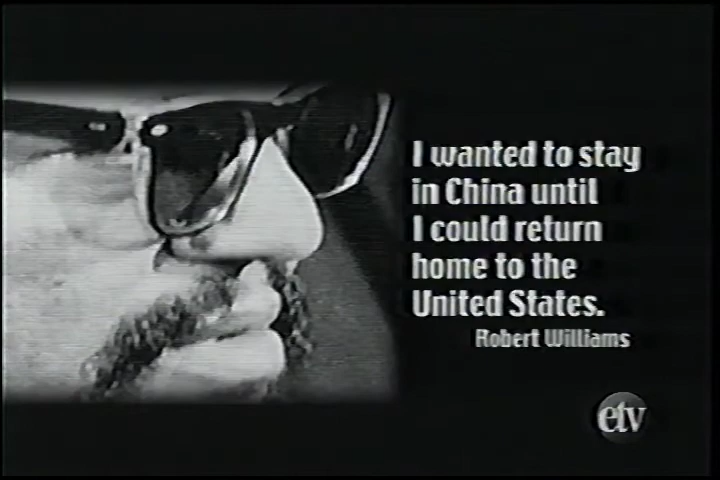 I wanted to stay
in China until
I could return
home to the
United States.
Robert Williams
etv